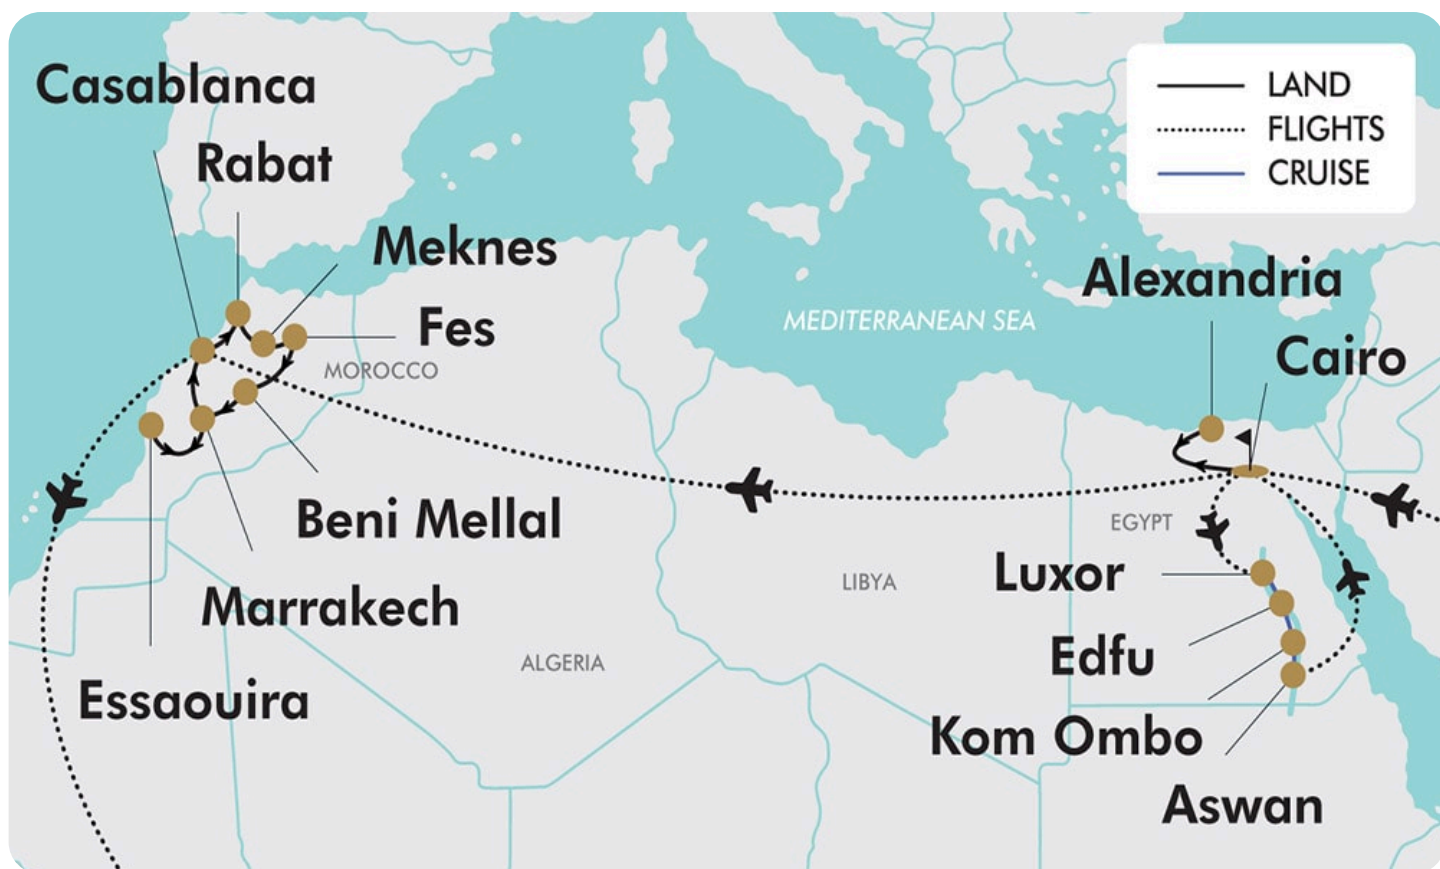 Casablanca
Rabat
Meknes
Fes
MOROCCO
Beni Mellal
Marrakech
Essaouira
ALGERIA
LIBYA
MEDITERRANEAN SEA
LAND
FLIGHTS
CRUISE
Alexandria
Cairo
EGYPT
Luxor
Edfu
Kom Ombo
Aswan